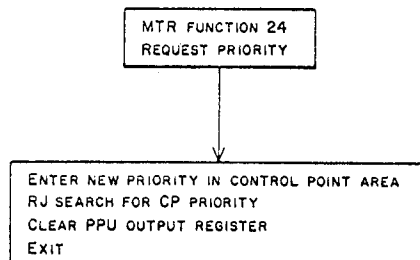 MTR FUNCTION 24
REQUEST PRIORITY
ENTER NEW PRIORITY IN CONTROL POINT AREA
RJ SEARCH FOR CP PRIORITY
CLEAR PPU OUTPUT REGISTER
EXIT